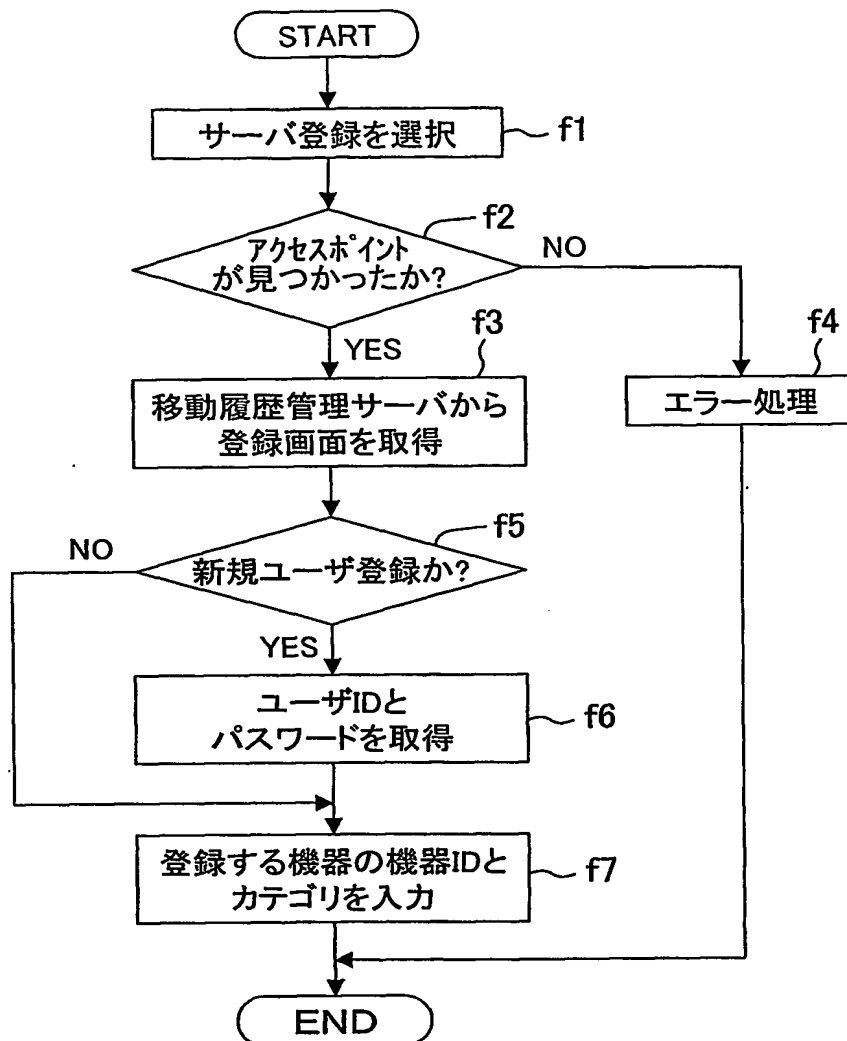 START
サーバ登録を選択
f1
f2
アクセスポイント
が見つかったか?
NO
YES
f3
f4
移動履歴管理サーバから
登録画面を取得
エラー処理
f5
NO
新規ユーザ登録か?
YES
ユーザIDと
パスワードを取得
f6
登録する機器の機器IDと
カテゴリを入力
f7
END